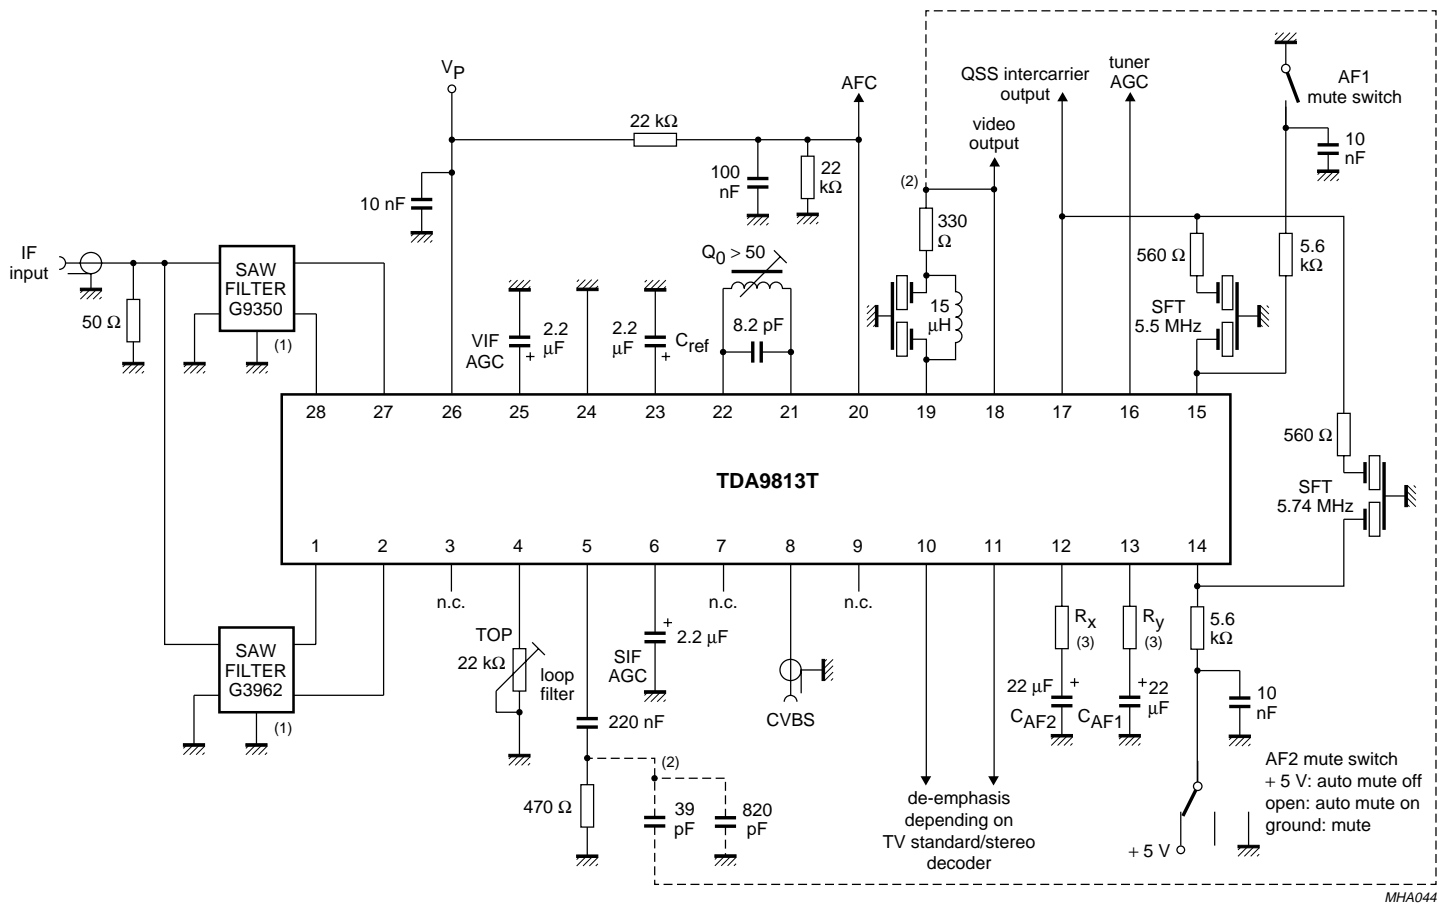 V_P
AFC
22 kΩ
100
nF
22
kΩ
10 nF
QSS intercarrier
output
tuner
AGC
video
output
AF1
mute switch
10
nF
(2)
330
Ω
560 Ω
5.6
kΩ
IF
input
50 Ω
SAW
FILTER
G9350
(1)
VIF
AGC
2.2
μF
+
2.2
μF
+
C_ref
Q_0 > 50
8.2 pF
15
μH
SFT
5.5 MHz
28
27
26
25
24
23
22
21
20
19
18
17
16
15
TDA9813T
560 Ω
SFT
5.74 MHz
1
2
3
4
5
6
7
8
9
10
11
12
13
14
n.c.
n.c.
n.c.
SAW
FILTER
G3962
(1)
TOP
22 kΩ
loop
filter
220 nF
470 Ω
(2)
39
pF
820
pF
SIF
AGC
+
2.2 μF
CVBS
de-emphasis
depending on
TV standard/stereo
decoder
R_x
(3)
R_y
(3)
22 μF
+
C_AF2
C_AF1
+
22
μF
5.6
kΩ
10
nF
+ 5 V
AF2 mute switch
+ 5 V: auto mute off
open: auto mute on
ground: mute
MHA044